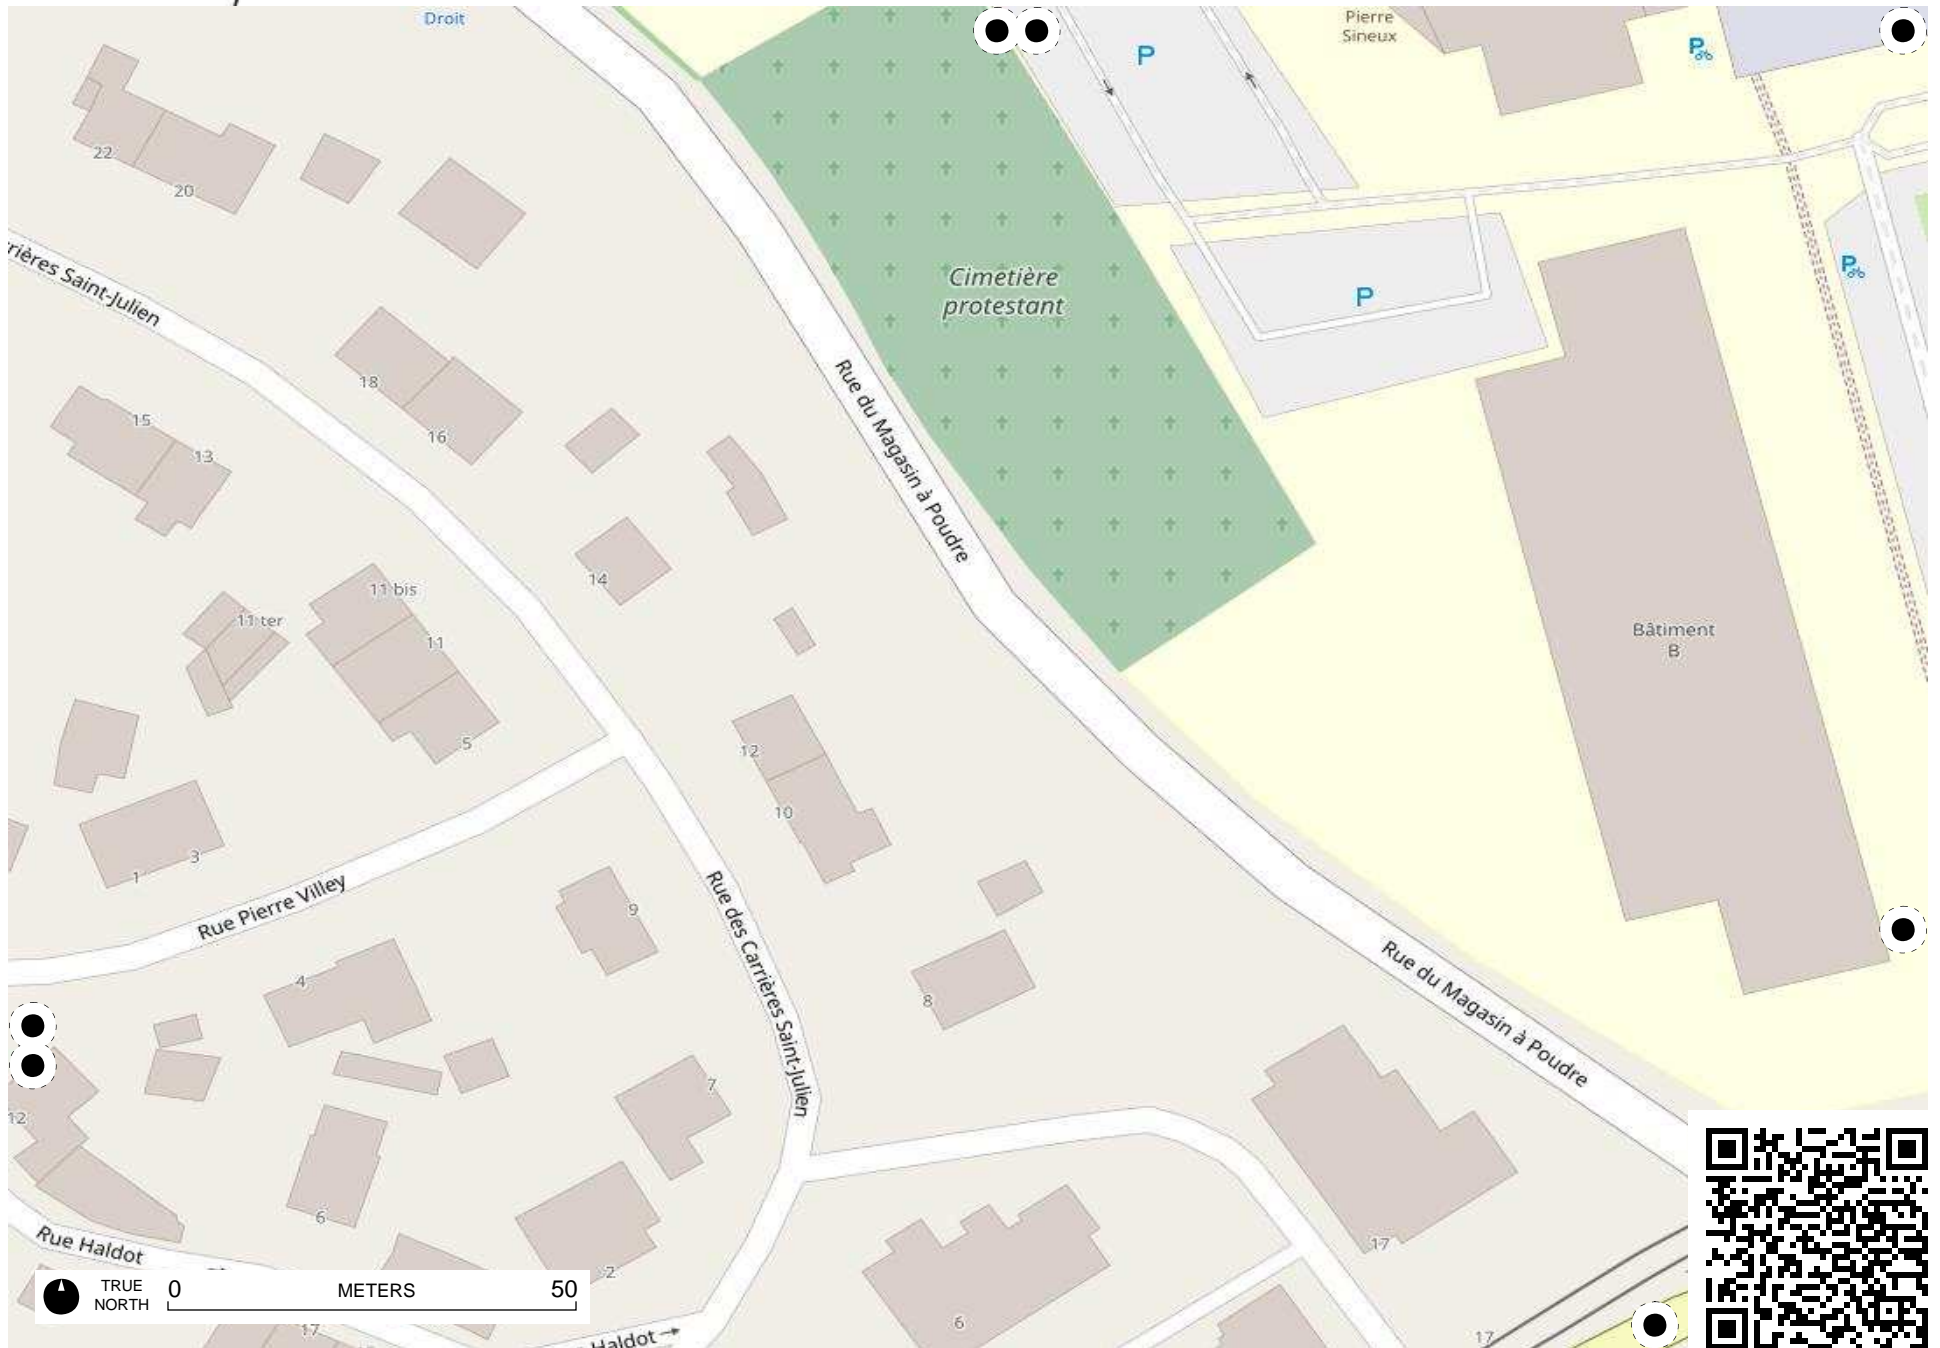 Droit
Pierre
Sineux
P
P
P
22
20
rières Saint-Julien
Cimetière
protestant
P
P
18
16
15
13
Rue du Magasin à Poudre
14
11 bis
11 ter
11
5
Bâtiment
B
12
10
3
1
Rue Pierre Villey
9
Rue des Carrières Saint-Julien
4
8
Rue du Magasin à Poudre
7
12
6
Rue Haldot
2
17
TRUE
NORTH
0
METERS
50
17
6
17
Haldot →